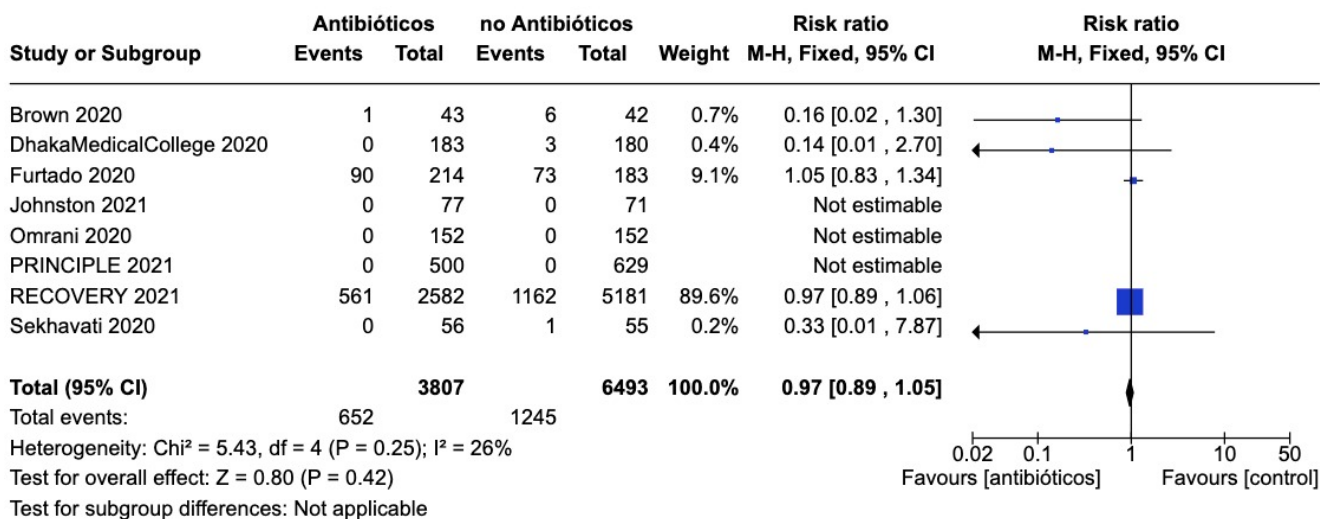 Antibióticos no Antibióticos Risk ratio Risk ratio
Study or Subgroup Events Total Events Total Weight M-H, Fixed, 95% CI M-H, Fixed, 95% CI
Brown 2020 1 43 6 42 0.7% 0.16 [0.02 , 1.30]
DhakaMedicalCollege 2020 0 183 3 180 0.4% 0.14 [0.01 , 2.70]
Furtado 2020 90 214 73 183 9.1% 1.05 [0.83 , 1.34]
Johnston 2021 0 77 0 71 Not estimable
Omrani 2020 0 152 0 152 Not estimable
PRINCIPLE 2021 0 500 0 629 Not estimable
RECOVERY 2021 561 2582 1162 5181 89.6% 0.97 [0.89 , 1.06]
Sekhavati 2020 0 56 1 55 0.2% 0.33 [0.01 , 7.87]
Total (95% CI) 3807 6493 100.0% 0.97 [0.89 , 1.05]
Total events: 652 1245
Heterogeneity: Chi² = 5.43, df = 4 (P = 0.25); I² = 26%
Test for overall effect: Z = 0.80 (P = 0.42)
Test for subgroup differences: Not applicable
0.02 0.1 1 10 50
Favours [antibióticos] Favours [control]